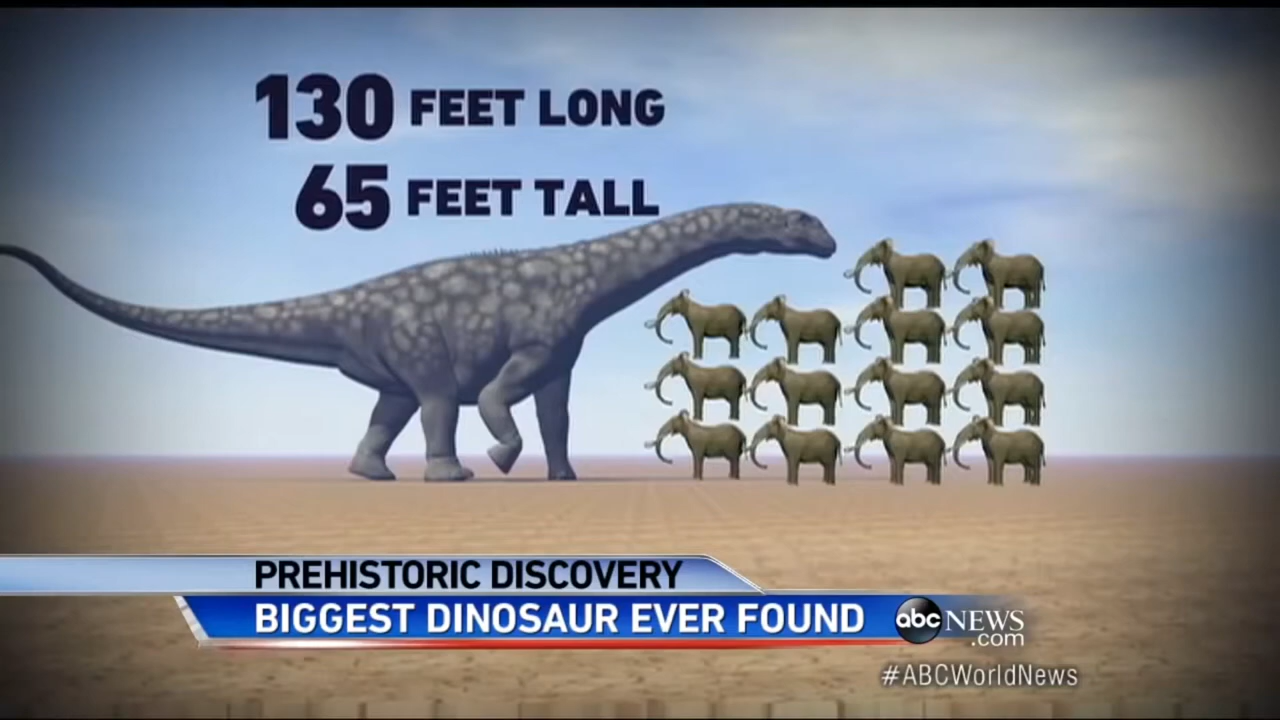 130 FEET LONG
65 FEET TALL
PREHISTORIC DISCOVERY
BIGGEST DINOSAUR EVER FOUND
abc NEWS
.com
#ABCWorldNews